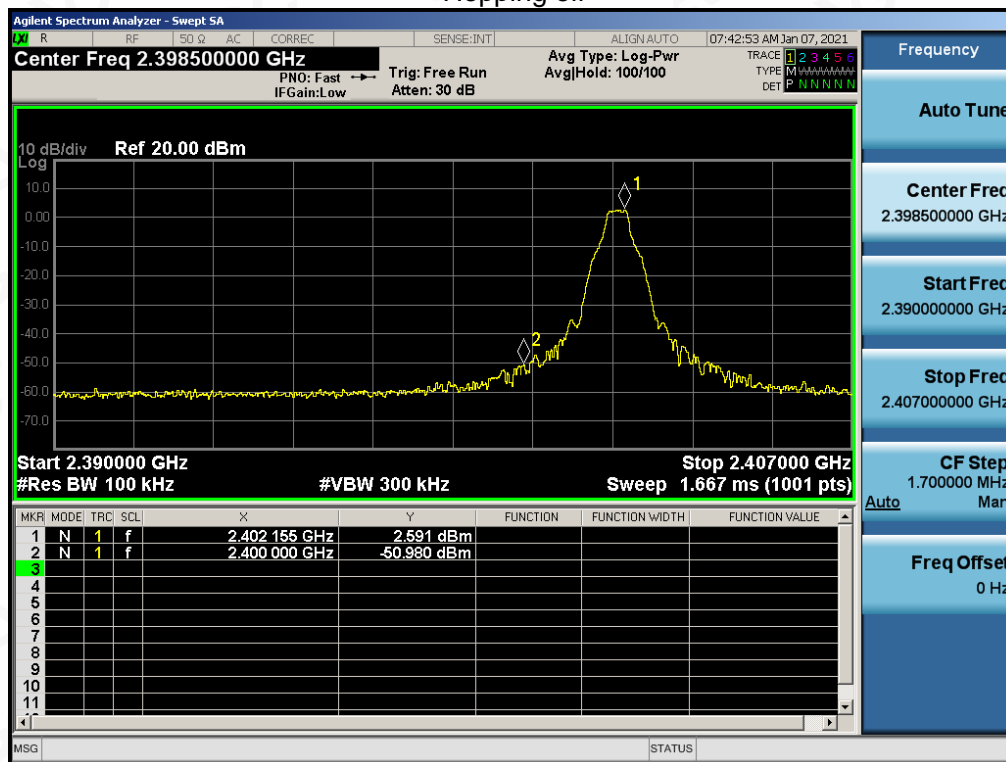 Agilent Spectrum Analyzer - Swept SA
LXI R RF 50 Ω AC CORREC SENSE:INT ALIGN AUTO 07:42:53 AM Jan 07, 2021
Center Freq 2.398500000 GHz Avg Type: Log-Pwr TRACE 1 2 3 4 5 6
PNO: Fast Trig: Free Run Avg|Hold: 100/100 TYPE M WWWWW
IFGain:Low Atten: 30 dB DET P N N N N N
10 dB/div Ref 20.00 dBm
Log
10.0
0.00
-10.0
-20.0
-30.0
-40.0
-50.0
-60.0
-70.0
1
2
Start 2.390000 GHz Stop 2.407000 GHz
#Res BW 100 kHz #VBW 300 kHz Sweep 1.667 ms (1001 pts)
MKR MODE TRC SCL X Y FUNCTION FUNCTION WIDTH FUNCTION VALUE
1 N 1 f 2.402 155 GHz 2.591 dBm
2 N 1 f 2.400 000 GHz -50.980 dBm
3
4
5
6
7
8
9
10
11
MSG STATUS
Frequency
Auto Tune
Center Freq
2.398500000 GHz
Start Freq
2.390000000 GHz
Stop Freq
2.407000000 GHz
CF Step
1.700000 MHz
Auto Man
Freq Offset
0 Hz